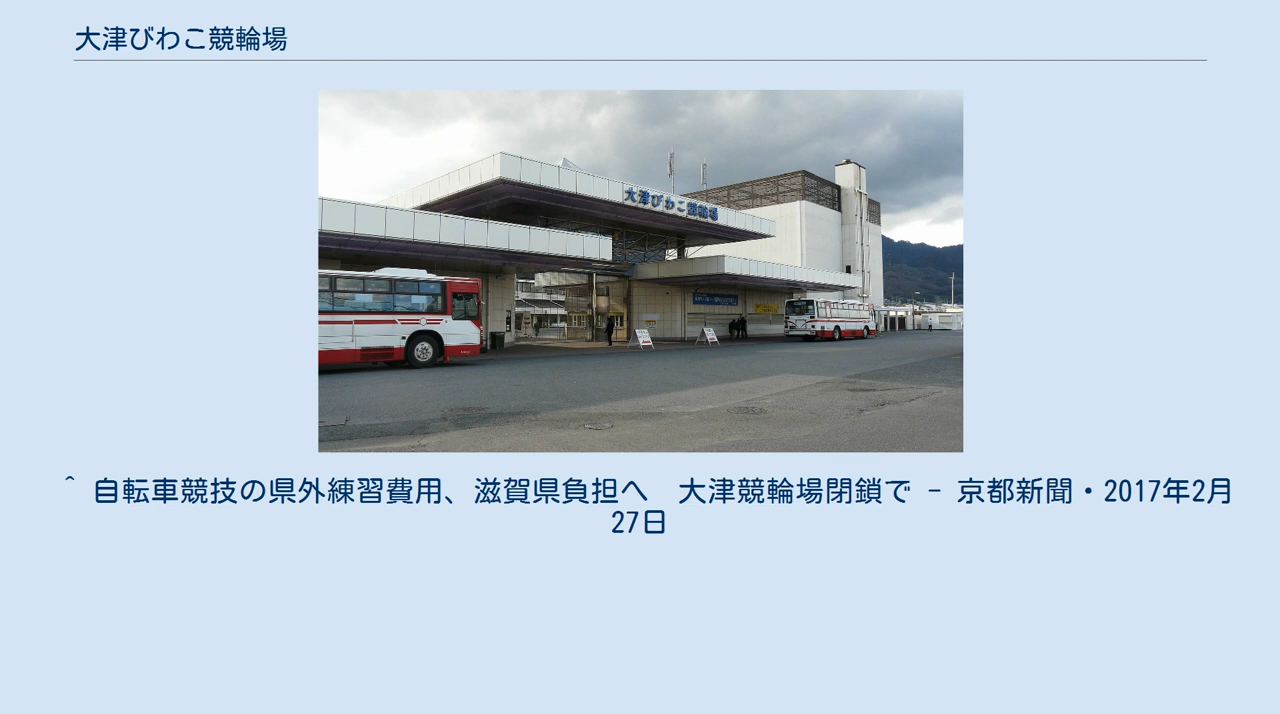 大津びわこ競輪場
大津びわこ競輪場
^ 自転車競技の県外練習費用、滋賀県負担へ　大津競輪場閉鎖で - 京都新聞・2017年2月
27日